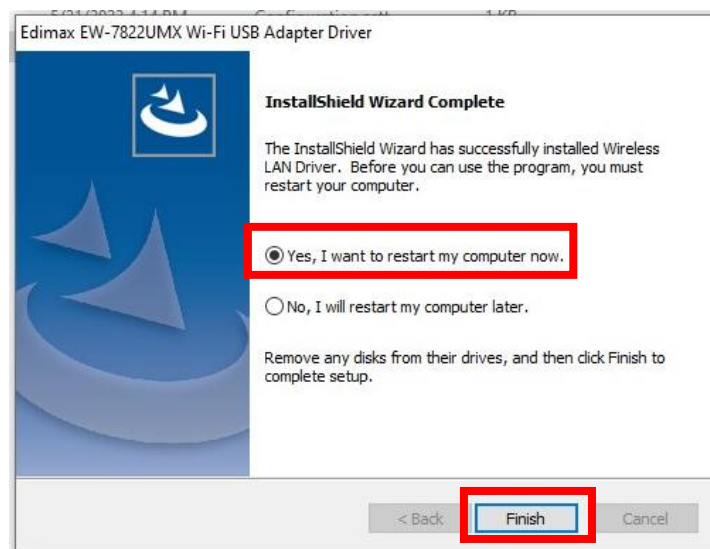 Edimax EW-7822UMX Wi-Fi USB Adapter Driver
InstallShield Wizard Complete
The InstallShield Wizard has successfully installed Wireless
LAN Driver. Before you can use the program, you must
restart your computer.
Yes, I want to restart my computer now.
No, I will restart my computer later.
Remove any disks from their drives, and then click Finish to
complete setup.
< Back
Finish
Cancel